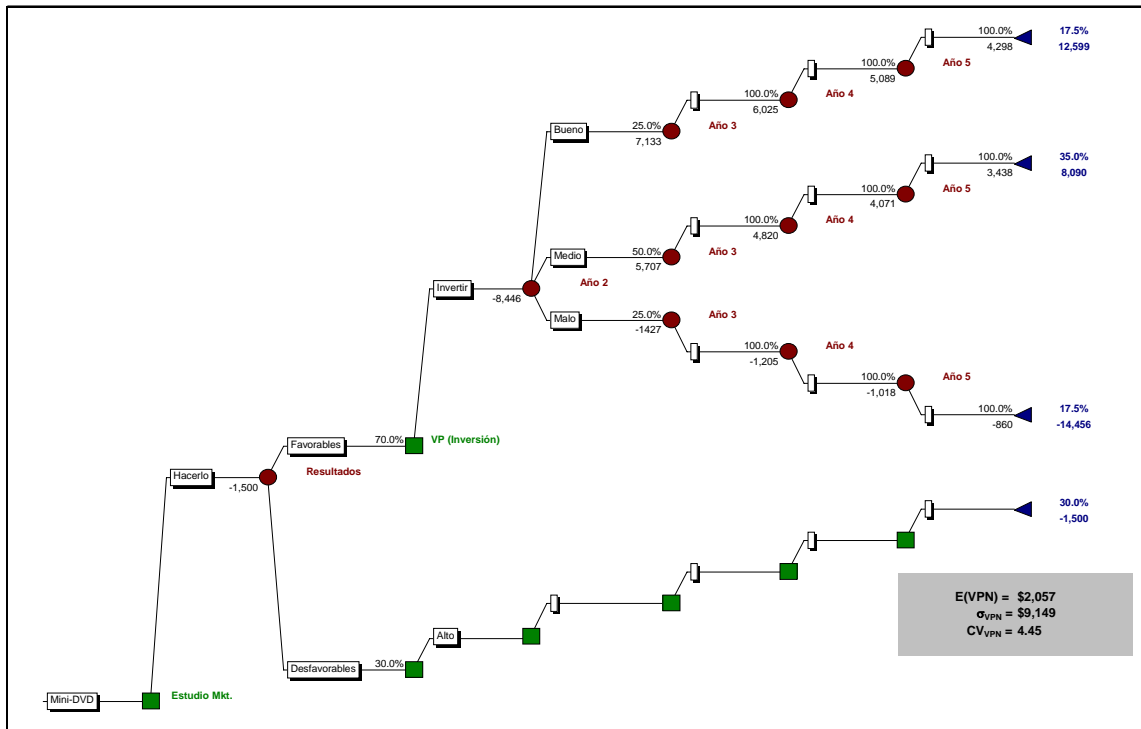 100.0%
17.5%
4,298
12,599
100.0%
Año 5
5,089
100.0%
Año 4
6,025
Bueno
25.0%
Año 3
7,133
100.0%
35.0%
3,438
8,090
100.0%
Año 5
4,071
100.0%
Año 4
4,820
Medio
50.0%
Año 3
5,707
Invertir
Año 2
-8,446
Malo
25.0%
Año 3
-1427
100.0%
Año 4
-1,205
100.0%
Año 5
-1,018
100.0%
17.5%
-860
-14,456
Favorables
70.0%
VP (Inversión)
Hacerlo
Resultados
-1,500
30.0%
-1,500
E(VPN) = $2,057
σVPN = $9,149
CVVPN = 4.45
Alto
Desfavorables
30.0%
Mini-DVD
Estudio Mkt.